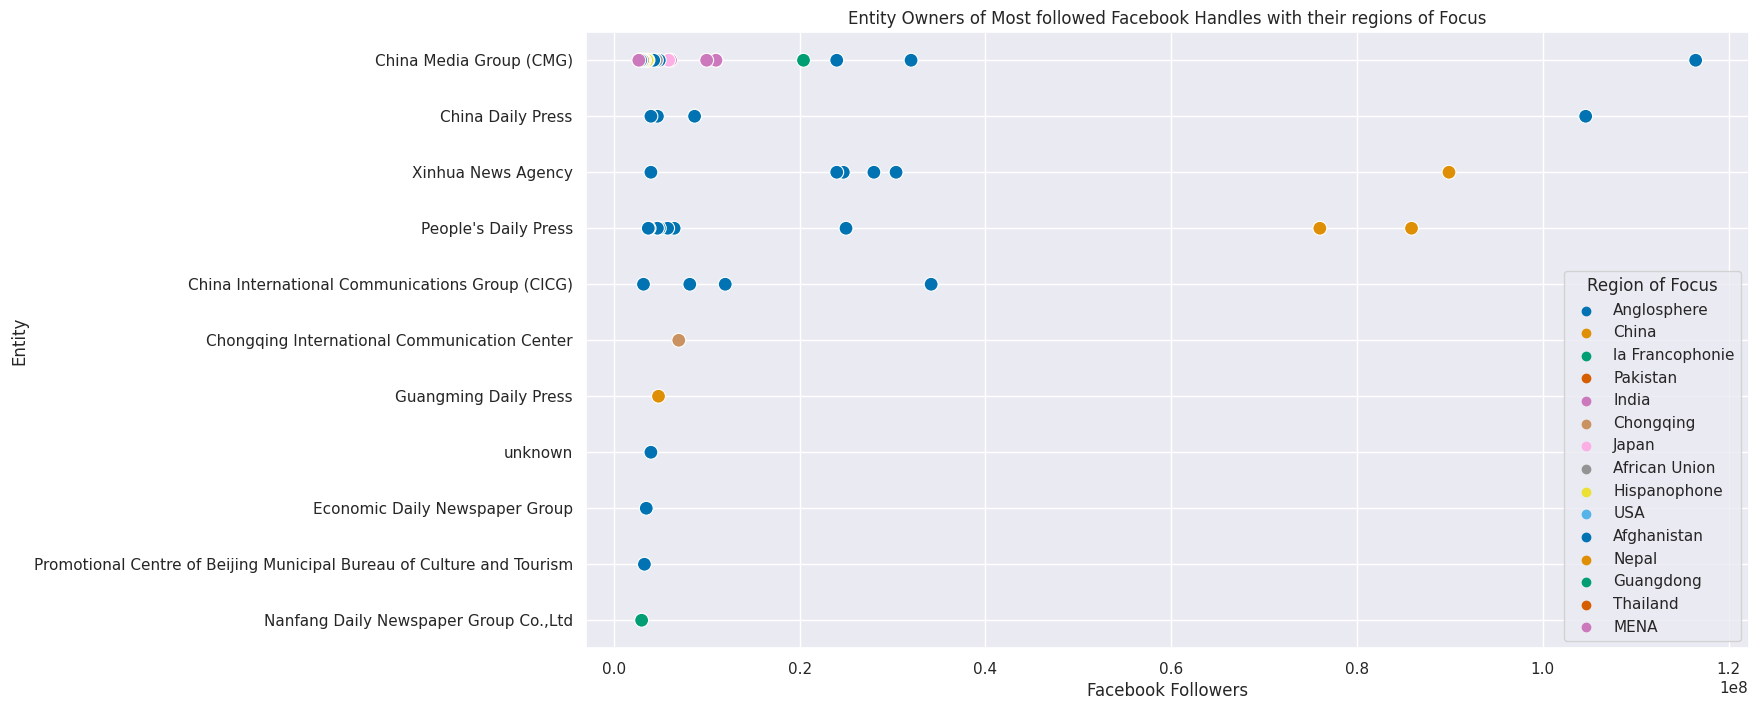 Entity Owners of Most followed Facebook Handles with their regions of Focus
Entity
China Media Group (CMG)
China Daily Press
Xinhua News Agency
People's Daily Press
China International Communications Group (CICG)
Chongqing International Communication Center
Guangming Daily Press
unknown
Economic Daily Newspaper Group
Promotional Centre of Beijing Municipal Bureau of Culture and Tourism
Nanfang Daily Newspaper Group Co.,Ltd
Region of Focus
Anglosphere
China
la Francophonie
Pakistan
India
Chongqing
Japan
African Union
Hispanophone
USA
Afghanistan
Nepal
Guangdong
Thailand
MENA
0.0 0.2 0.4 0.6 0.8 1.0 1.2
1e8
Facebook Followers